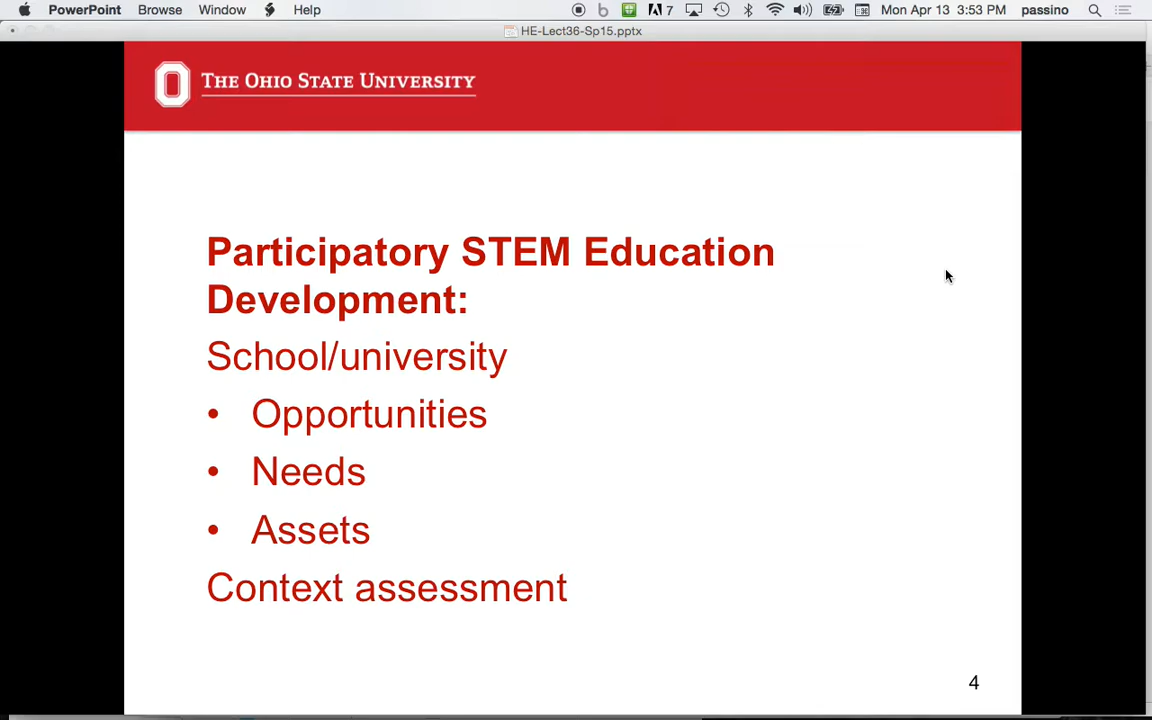 PowerPoint Browse Window Help 7 Mon Apr 13 3:53 PM passino
HE-Lect36-Sp15.pptx
THE OHIO STATE UNIVERSITY
Participatory STEM Education
Development:
School/university
• Opportunities
• Needs
• Assets
Context assessment
4